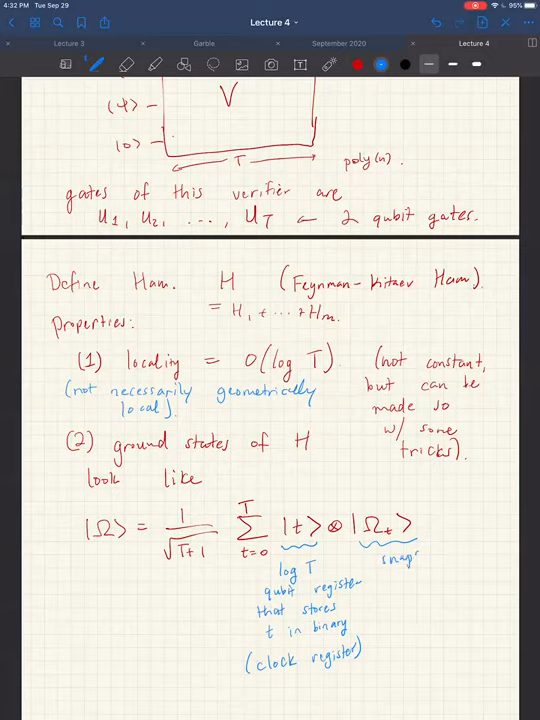 4:32 PM Tue Sep 29
95%
Lecture 4
Lecture 3
Garble
September 2020
Lecture 4
|Ψ> -
V
|0> -
T
poly(n).
gates of this verifier are
U1, U2, ..., UT ← 2 qubit gates.
Define Ham. H (Feynman-Kitaev Ham).
= H1 + ... + Hm.
Properties:
(1) locality = O(log T). (not constant,
but can be
made so
w/ some
tricks).
(not necessarily geometrically
local).
(2) ground states of H
look like
|Ω> = 1/√T+1 Σ t=0 T |t> ⊗ |Ωt>
snap
log T
qubit register
that stores
t in binary
(clock register)